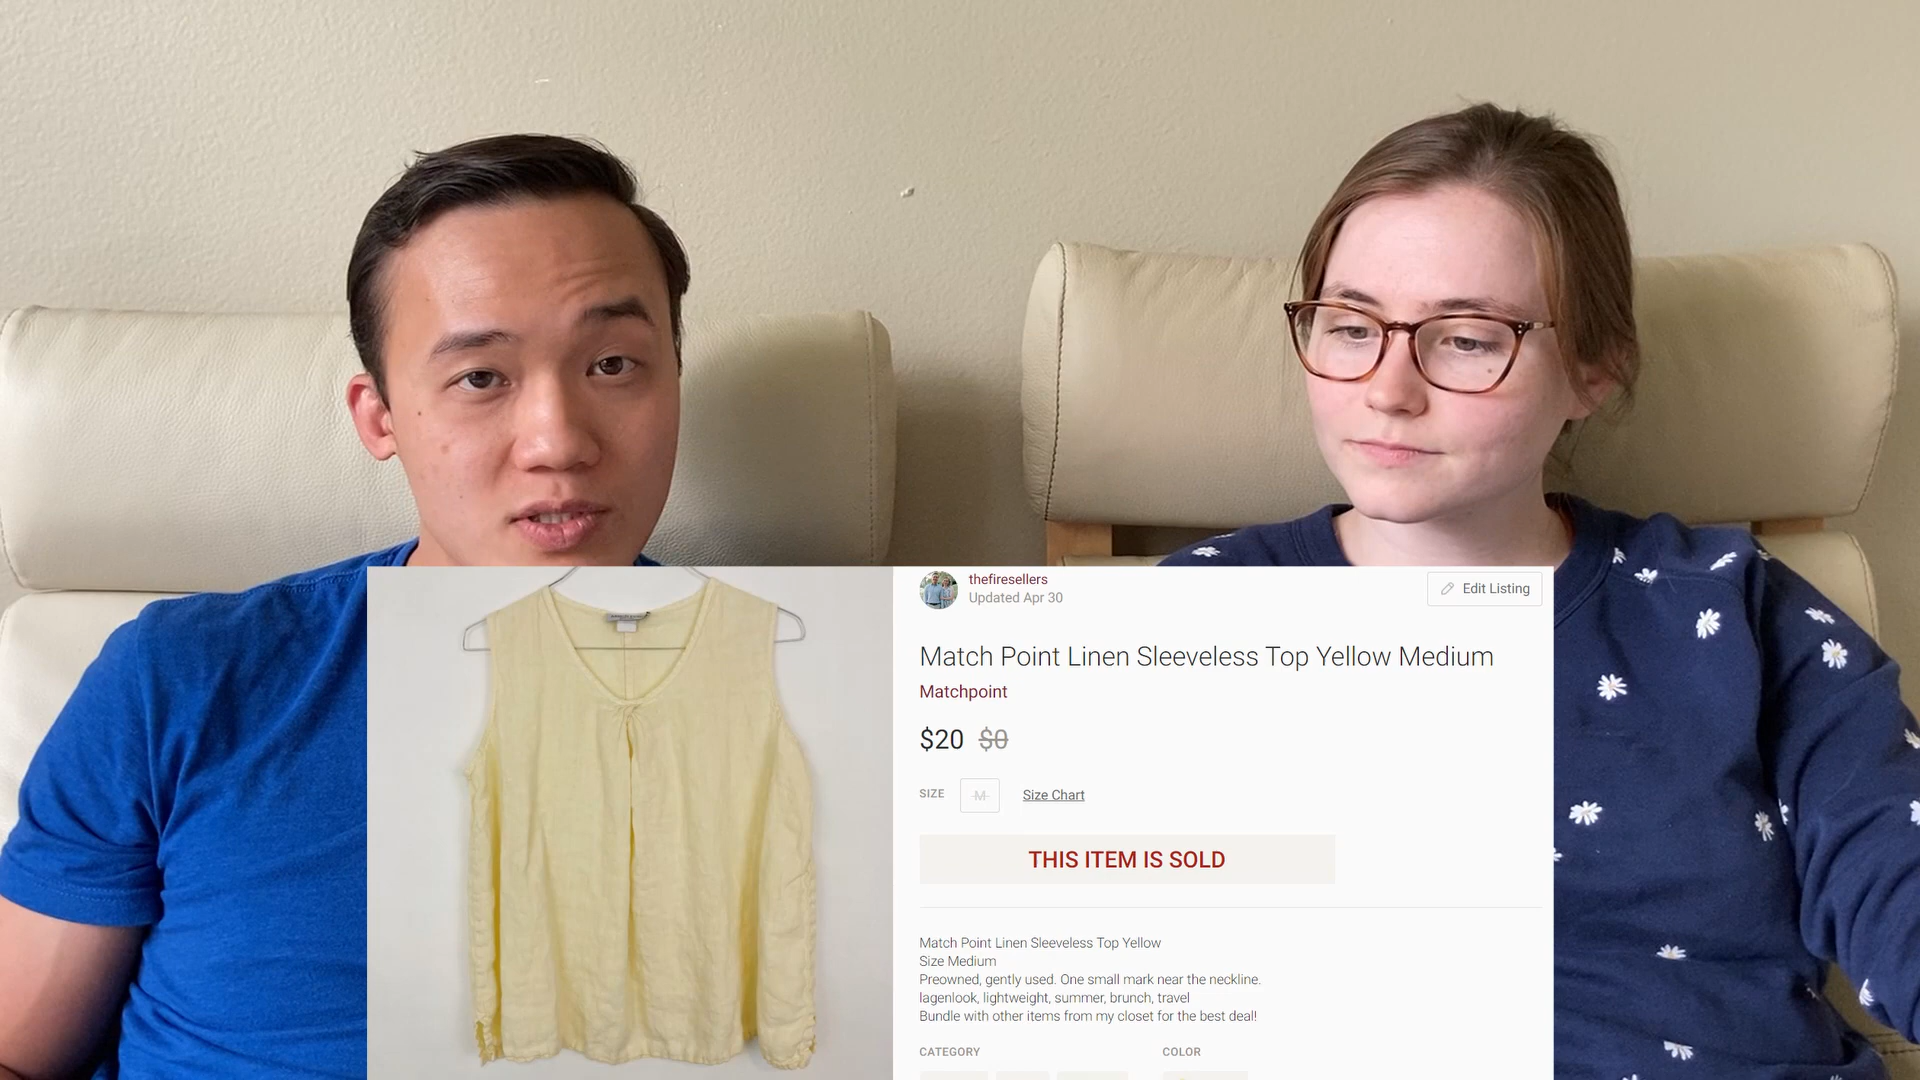 thefiresellers
Updated Apr 30
Edit Listing
Match Point Linen Sleeveless Top Yellow Medium
Matchpoint
$20 $0
SIZE M Size Chart
THIS ITEM IS SOLD
Match Point Linen Sleeveless Top Yellow
Size Medium
Preowned, gently used. One small mark near the neckline.
lagenlook, lightweight, summer, brunch, travel
Bundle with other items from my closet for the best deal!
CATEGORY COLOR